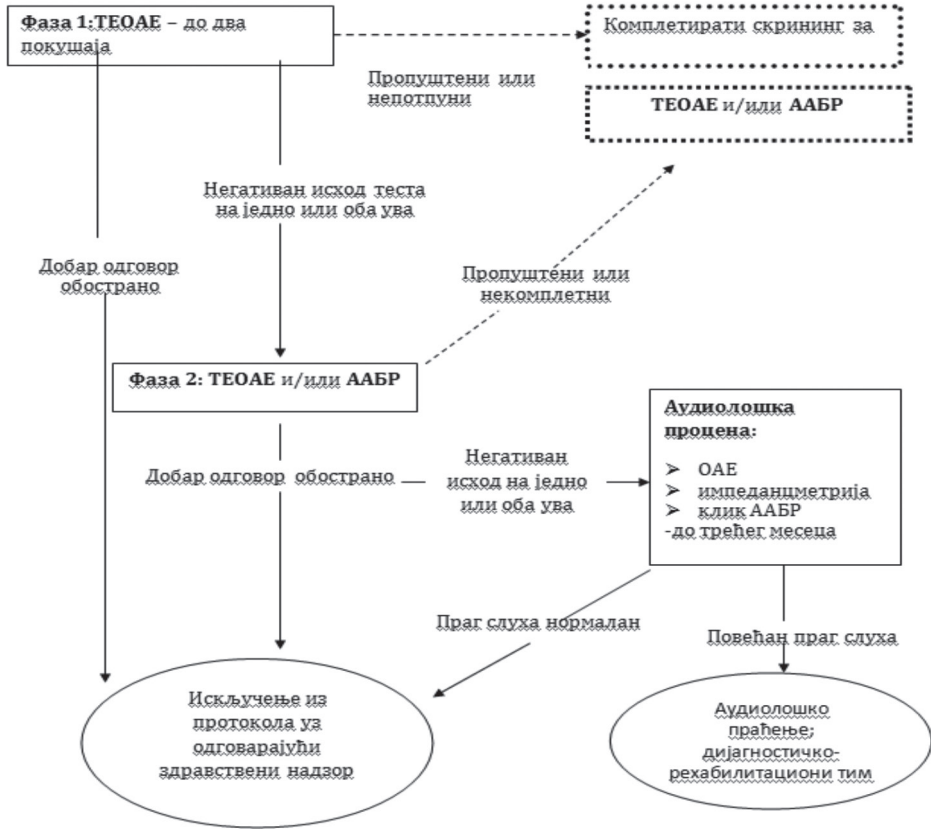 Фаза 1:ТЕОАЕ – до два
покушаја
Комплетирати скрининг за
Пропуштени или
непотпуни
ТЕОАЕ и/или ААБР
Негативан исход теста
на једно или оба ува
Добар одговор
обострано
Пропуштени или
некомплетни
Фаза 2: ТЕОАЕ и/или ААБР
Аудиолошка
процена:
➢ ОАЕ
➢ импеданцметрија
➢ клик ААБР
-до трећег месеца
Добар одговор обострано
Негативан
исход на једно
или оба ува
Праг слуха нормалан
Повећан праг слуха
Искључење из
протокола уз
одговарајући
здравствени надзор
Аудиолошко
праћење;
дијагностичко-
рехабилитациони тим